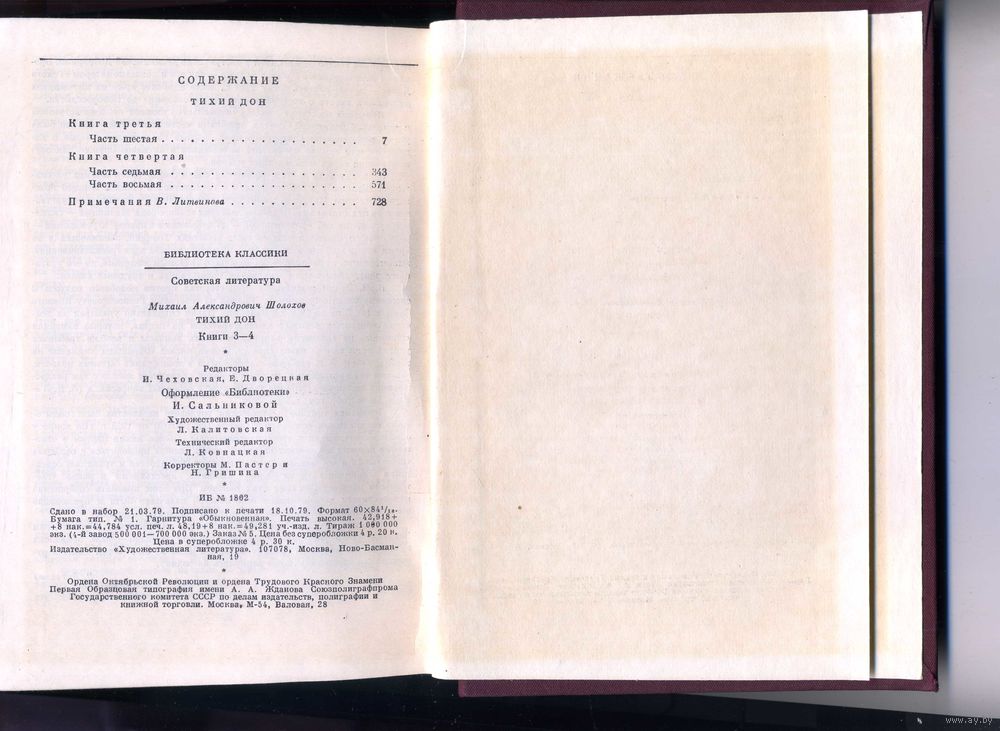 СОДЕРЖАНИЕ
ТИХИЙ ДОН
Книга третья
Часть шестая . . . . . . . . . . . . . . . . . . . . 7
Книга четвертая
Часть седьмая . . . . . . . . . . . . . . . . . . . 343
Часть восьмая . . . . . . . . . . . . . . . . . . . 571
Примечания В. Литвинова . . . . . . . . . . . . . 728
БИБЛИОТЕКА КЛАССИКИ
Советская литература
Михаил Александрович Шолохов
ТИХИЙ ДОН
Книги 3—4
*
Редакторы
И. Чеховская, Е. Дворецкая
Оформление «Библиотеки»
И. Сальниковой
Художественный редактор
Л. Калитовская
Технический редактор
Л. Ковнацкая
Корректоры М. Пастер и
Н. Гришина
*
ИБ № 1862
Сдано в набор 21.03.79. Подписано к печати 18.10.79. Формат 60×84¹/₁₆.
Бумага тип. № 1. Гарнитура «Обыкновенная». Печать высокая. 42,918+
+8 нак.=44,784 усл. печ. л. 48,19+8 нак.=49,281 уч.-изд. л. Тираж 1 000 000
экз. (4-й завод 500 001—700 000 экз.) Заказ № 5. Цена без суперобложки 4 р. 20 к.
Цена в суперобложке 4 р. 30 к.
Издательство «Художественная литература». 107078, Москва, Ново-Басман-
ная, 19
*
Ордена Октябрьской Революции и ордена Трудового Красного Знамени
Первая Образцовая типография имени А. А. Жданова Союзполиграфпрома
Государственного комитета СССР по делам издательств, полиграфии и
книжной торговли. Москва, М-54, Валовая, 28
www.ay.by